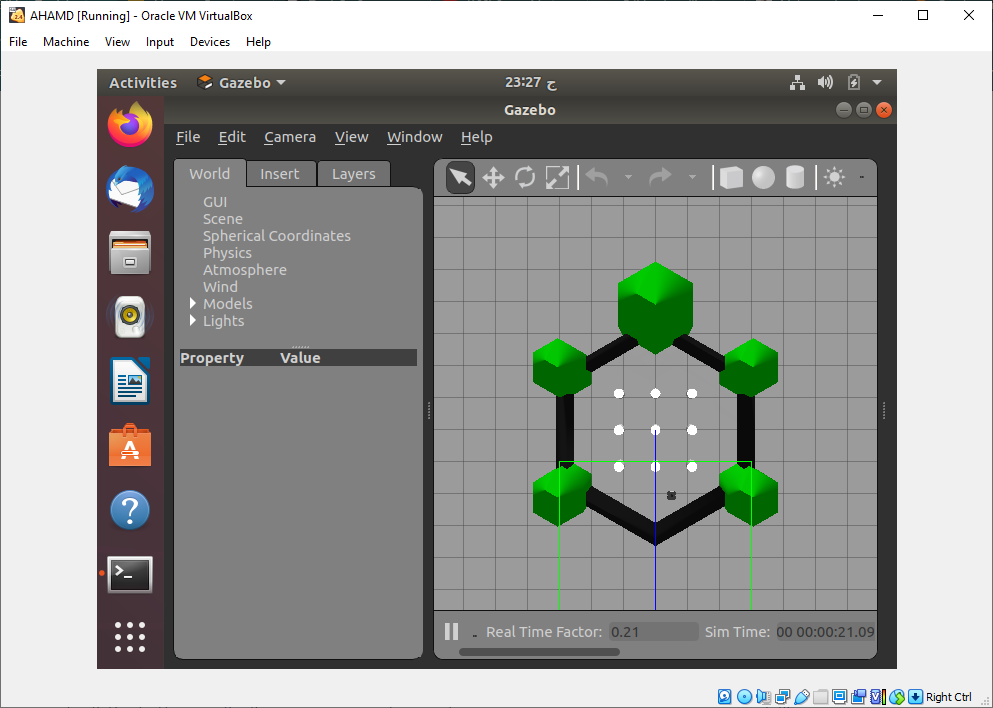 AHAMD [Running] - Oracle VM VirtualBox
File Machine View Input Devices Help
Activities Gazebo 23:27 ح
Gazebo
File Edit Camera View Window Help
World Insert Layers
GUI
Scene
Spherical Coordinates
Physics
Atmosphere
Wind
Models
Lights
Property Value
Real Time Factor: 0.21 Sim Time: 00 00:00:21.09
Right Ctrl